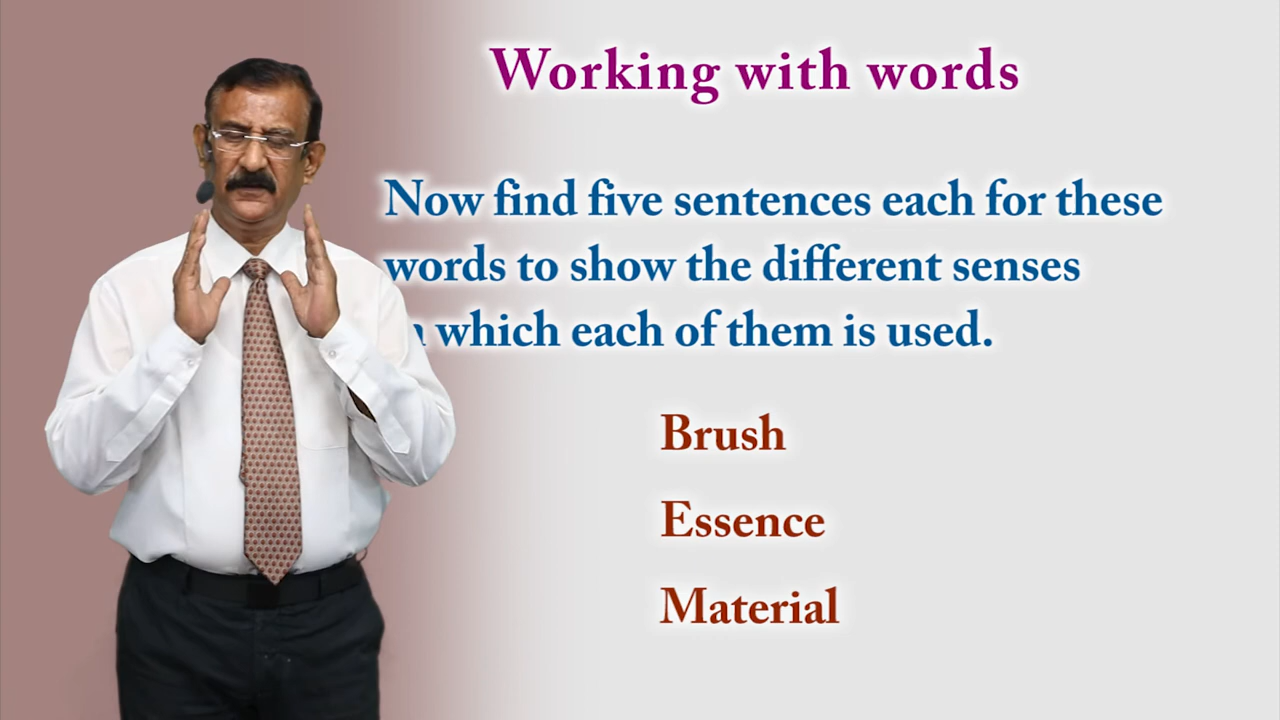 Working with words
Now find five sentences each for these
words to show the different senses
which each of them is used.
Brush
Essence
Material